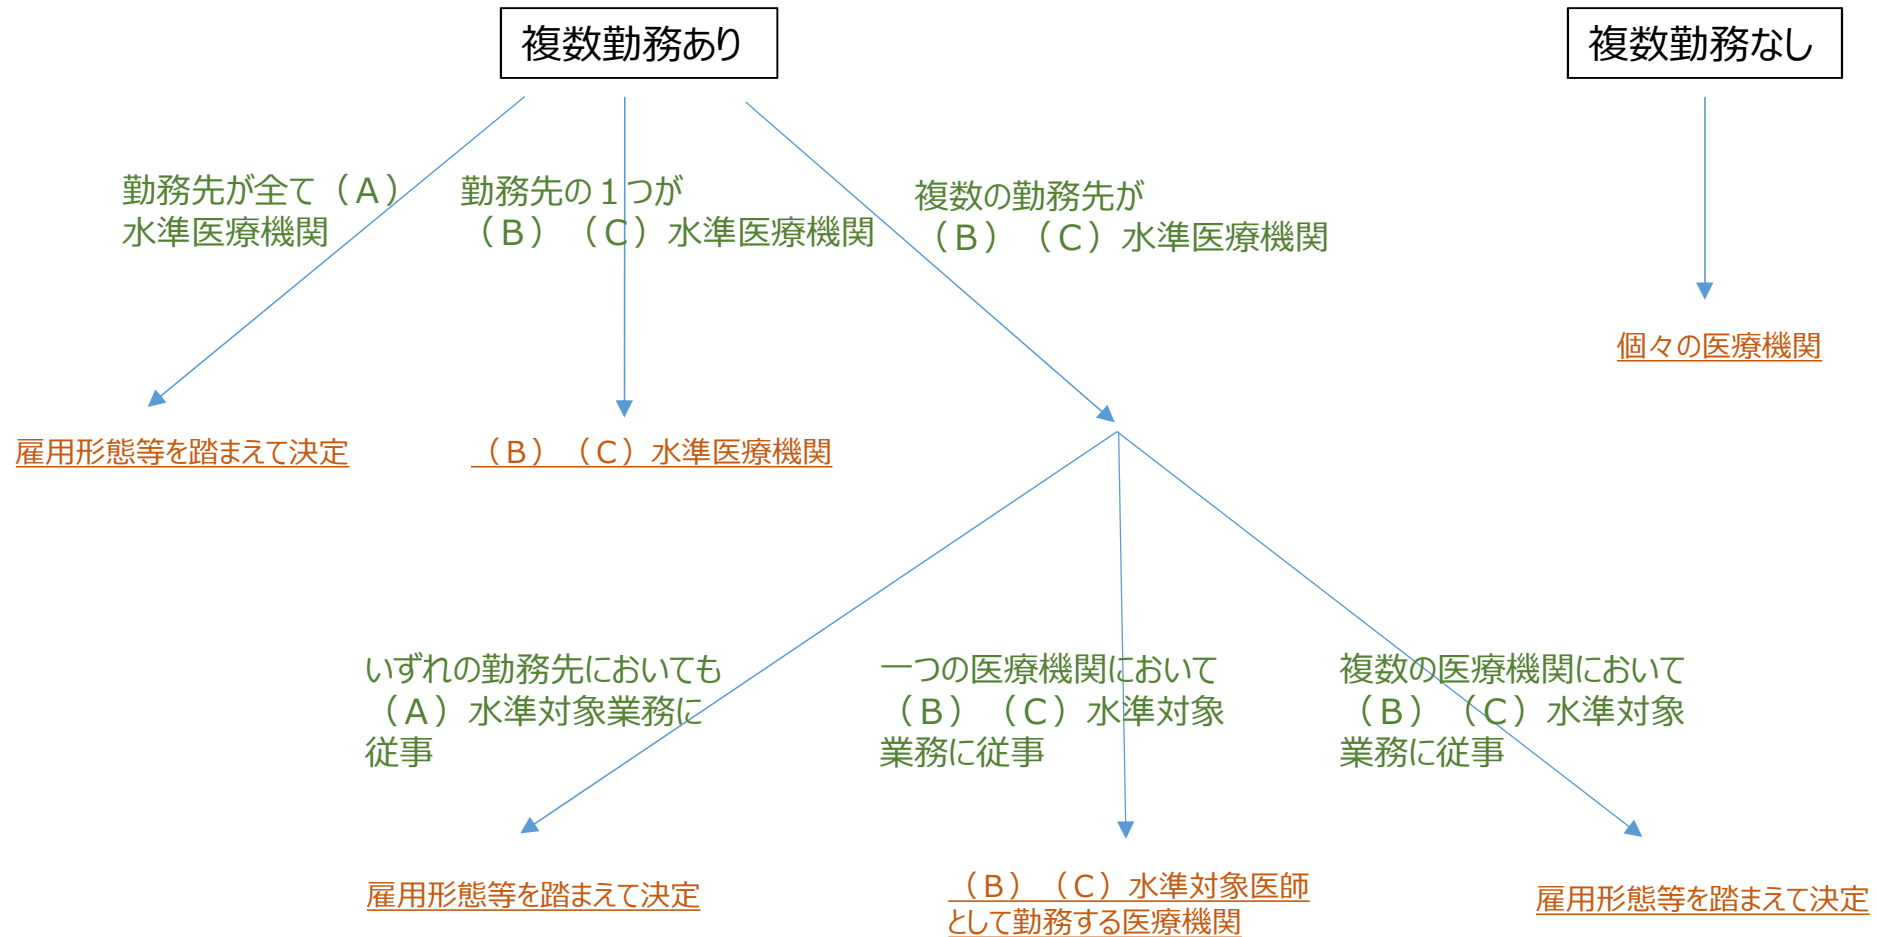 複数勤務あり
複数勤務なし
勤務先が全て（Ａ）
水準医療機関
勤務先の１つが
（Ｂ）（Ｃ）水準医療機関
複数の勤務先が
（Ｂ）（Ｃ）水準医療機関
個々の医療機関
雇用形態等を踏まえて決定
（Ｂ）（Ｃ）水準医療機関
いずれの勤務先においても
（Ａ）水準対象業務に
従事
一つの医療機関において
（Ｂ）（Ｃ）水準対象
業務に従事
複数の医療機関において
（Ｂ）（Ｃ）水準対象
業務に従事
雇用形態等を踏まえて決定
（Ｂ）（Ｃ）水準対象医師
として勤務する医療機関
雇用形態等を踏まえて決定